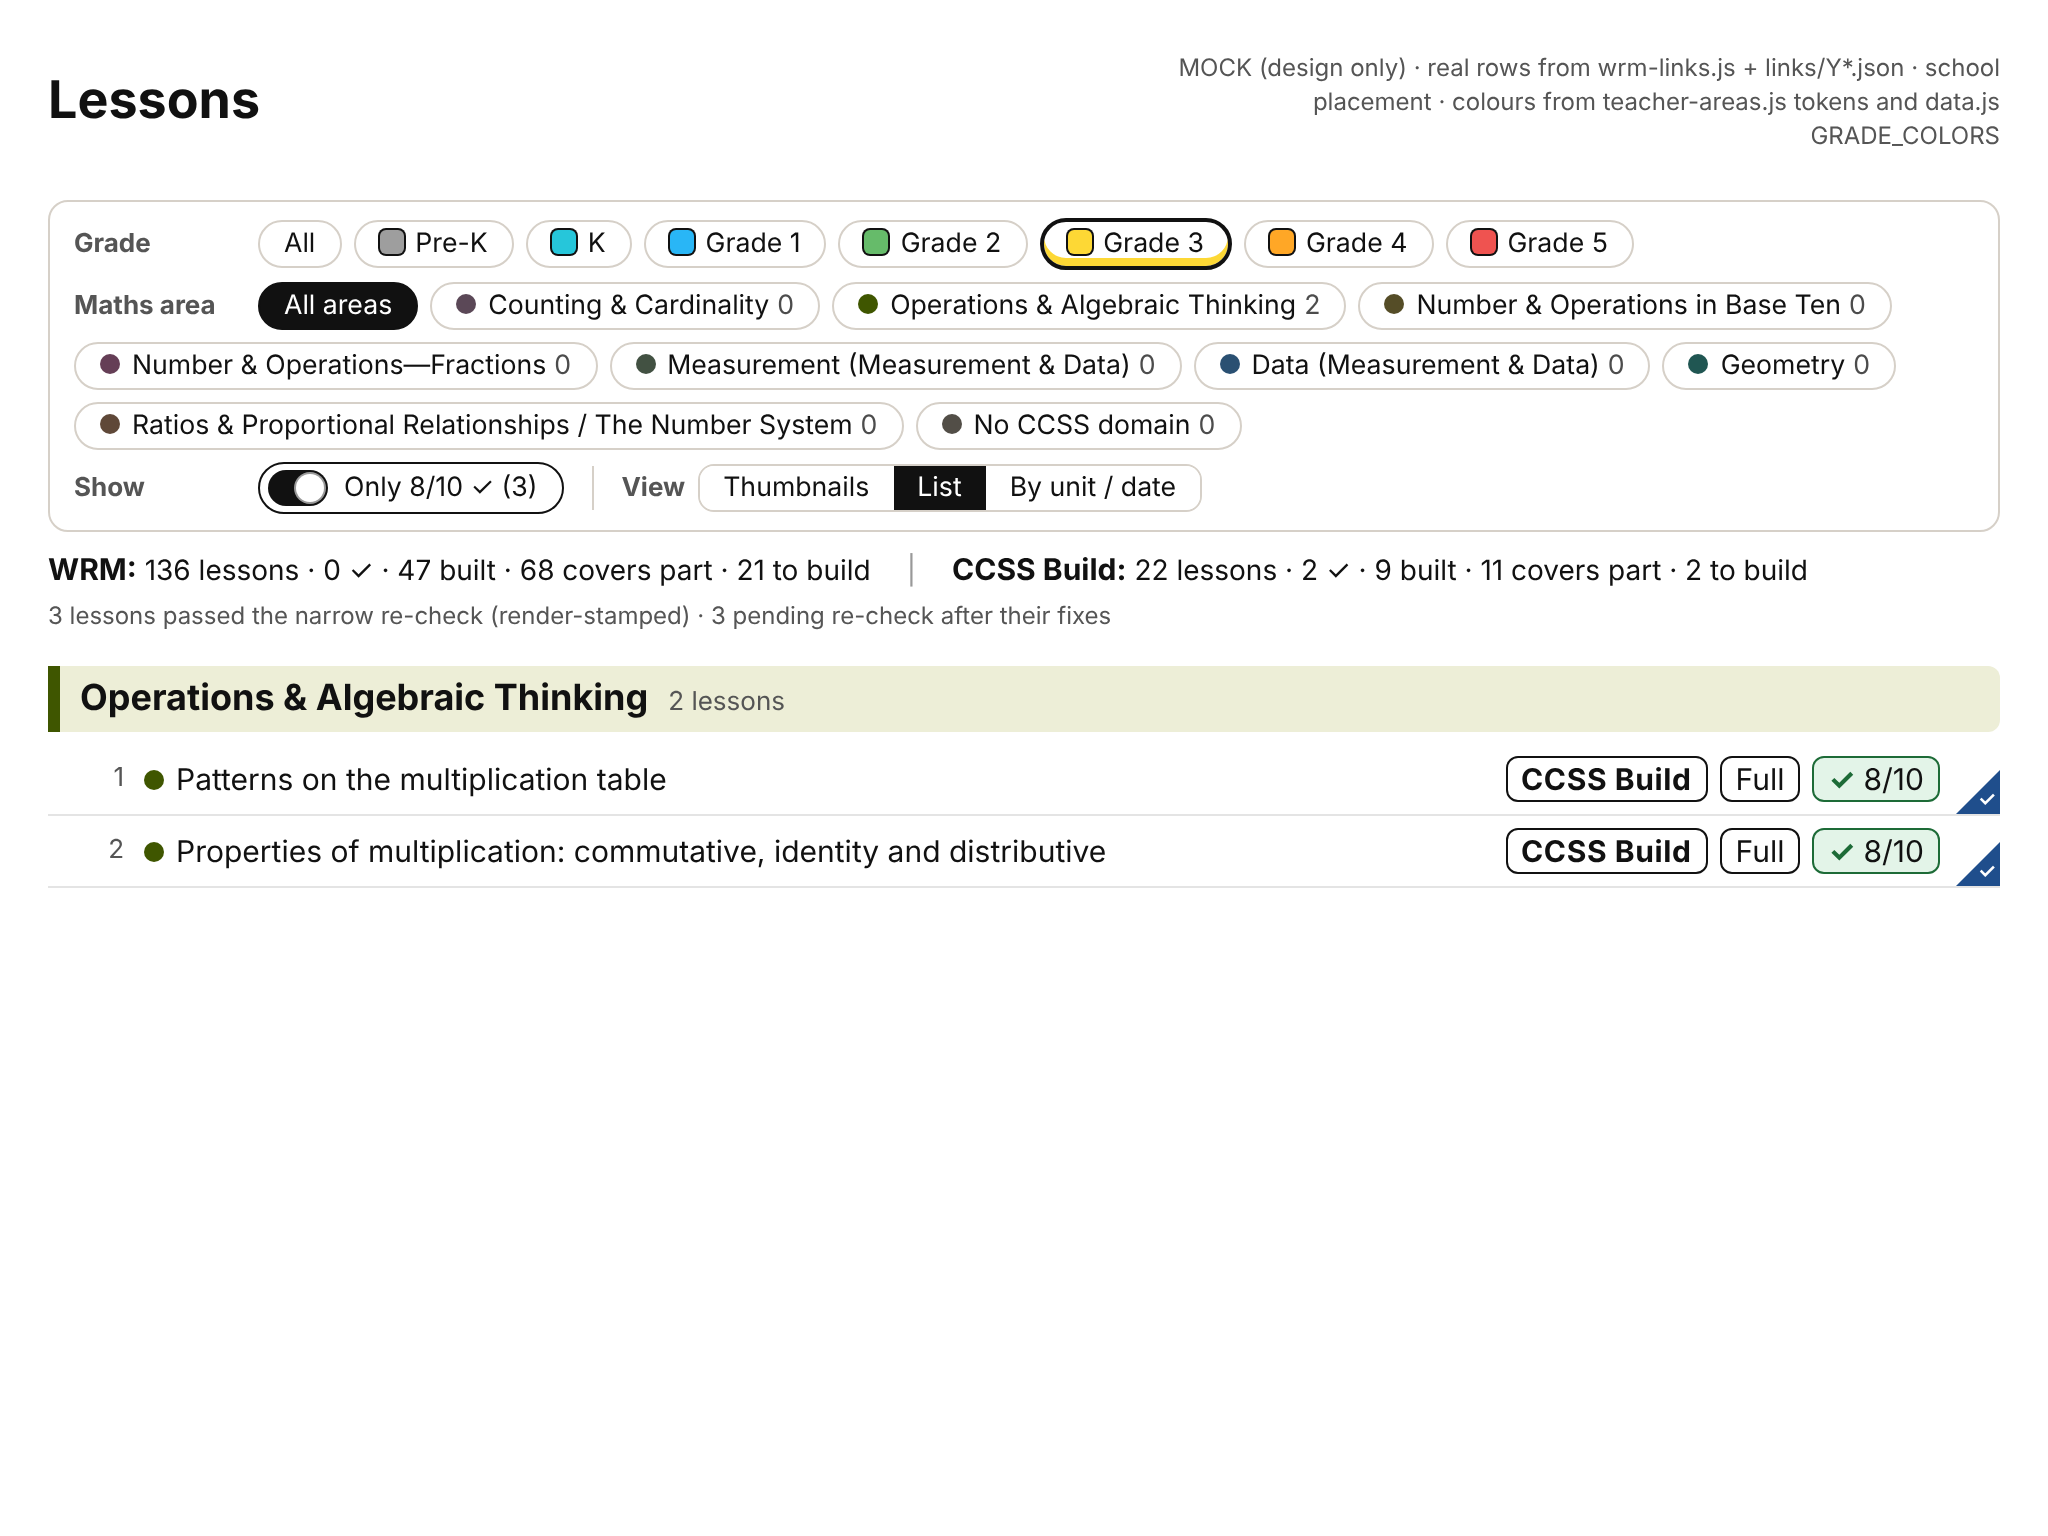 Lessons
MOCK (design only) · real rows from wrm-links.js + links/Y*.json · school
placement · colours from teacher-areas.js tokens and data.js
GRADE_COLORS
Grade All Pre-K K Grade 1 Grade 2 Grade 3 Grade 4 Grade 5
Maths area All areas Counting & Cardinality 0 Operations & Algebraic Thinking 2 Number & Operations in Base Ten 0
Number & Operations—Fractions 0 Measurement (Measurement & Data) 0 Data (Measurement & Data) 0 Geometry 0
Ratios & Proportional Relationships / The Number System 0 No CCSS domain 0
Show Only 8/10 ✓ (3) View Thumbnails List By unit / date
WRM: 136 lessons · 0 ✓ · 47 built · 68 covers part · 21 to build | CCSS Build: 22 lessons · 2 ✓ · 9 built · 11 covers part · 2 to build
3 lessons passed the narrow re-check (render-stamped) · 3 pending re-check after their fixes
Operations & Algebraic Thinking 2 lessons
1 Patterns on the multiplication table CCSS Build Full ✓ 8/10 ✓
2 Properties of multiplication: commutative, identity and distributive CCSS Build Full ✓ 8/10 ✓